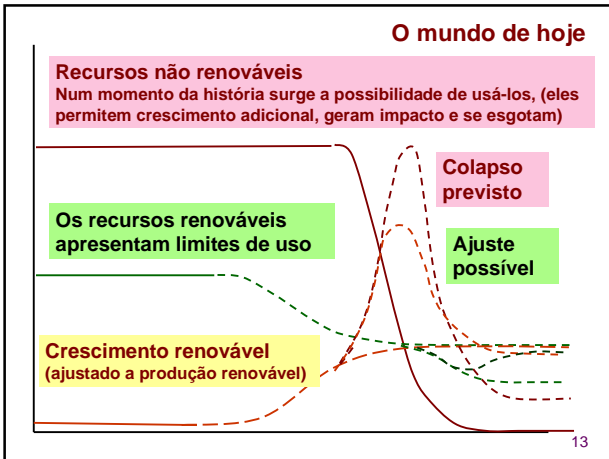 O mundo de hoje
Recursos não renováveis
Num momento da história surge a possibilidade de usá-los, (eles
permitem crescimento adicional, geram impacto e se esgotam)
Colapso
previsto
Os recursos renováveis
apresentam limites de uso
Ajuste
possível
Crescimento renovável
(ajustado a produção renovável)
13